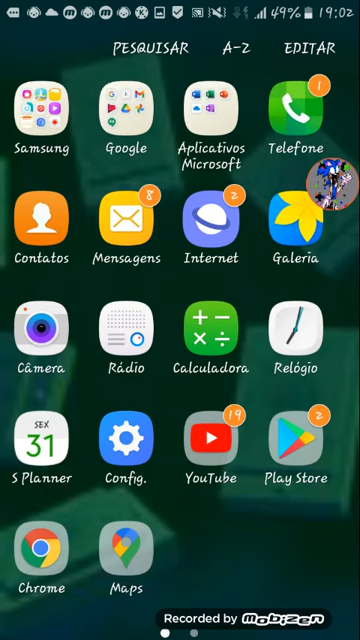 49% 19:02
PESQUISAR A-Z EDITAR
1
Samsung Google Aplicativos Microsoft Telefone
8 2
Contatos Mensagens Internet Galeria
Câmera Rádio Calculadora Relógio
SEX
31
19 2
S Planner Config. YouTube Play Store
Chrome Maps
Recorded by mobizen